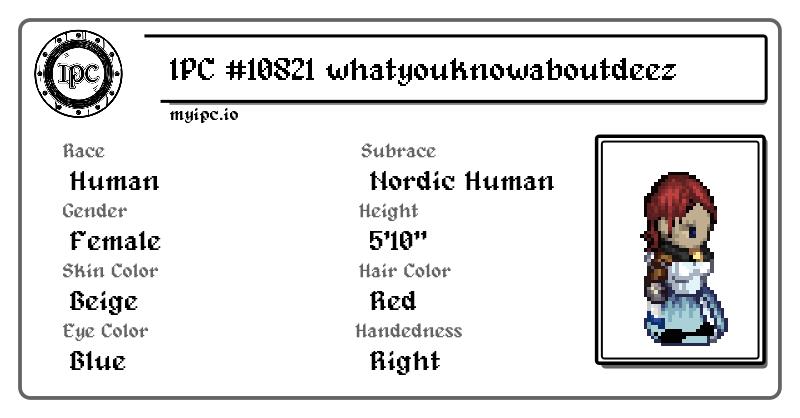 IPC
IPC #10821 whatyouknowaboutdeez
myipc.io
Race
Human
Subrace
Nordic Human
Gender
Female
Height
5'10"
Skin Color
Beige
Hair Color
Red
Eye Color
Blue
Handedness
Right